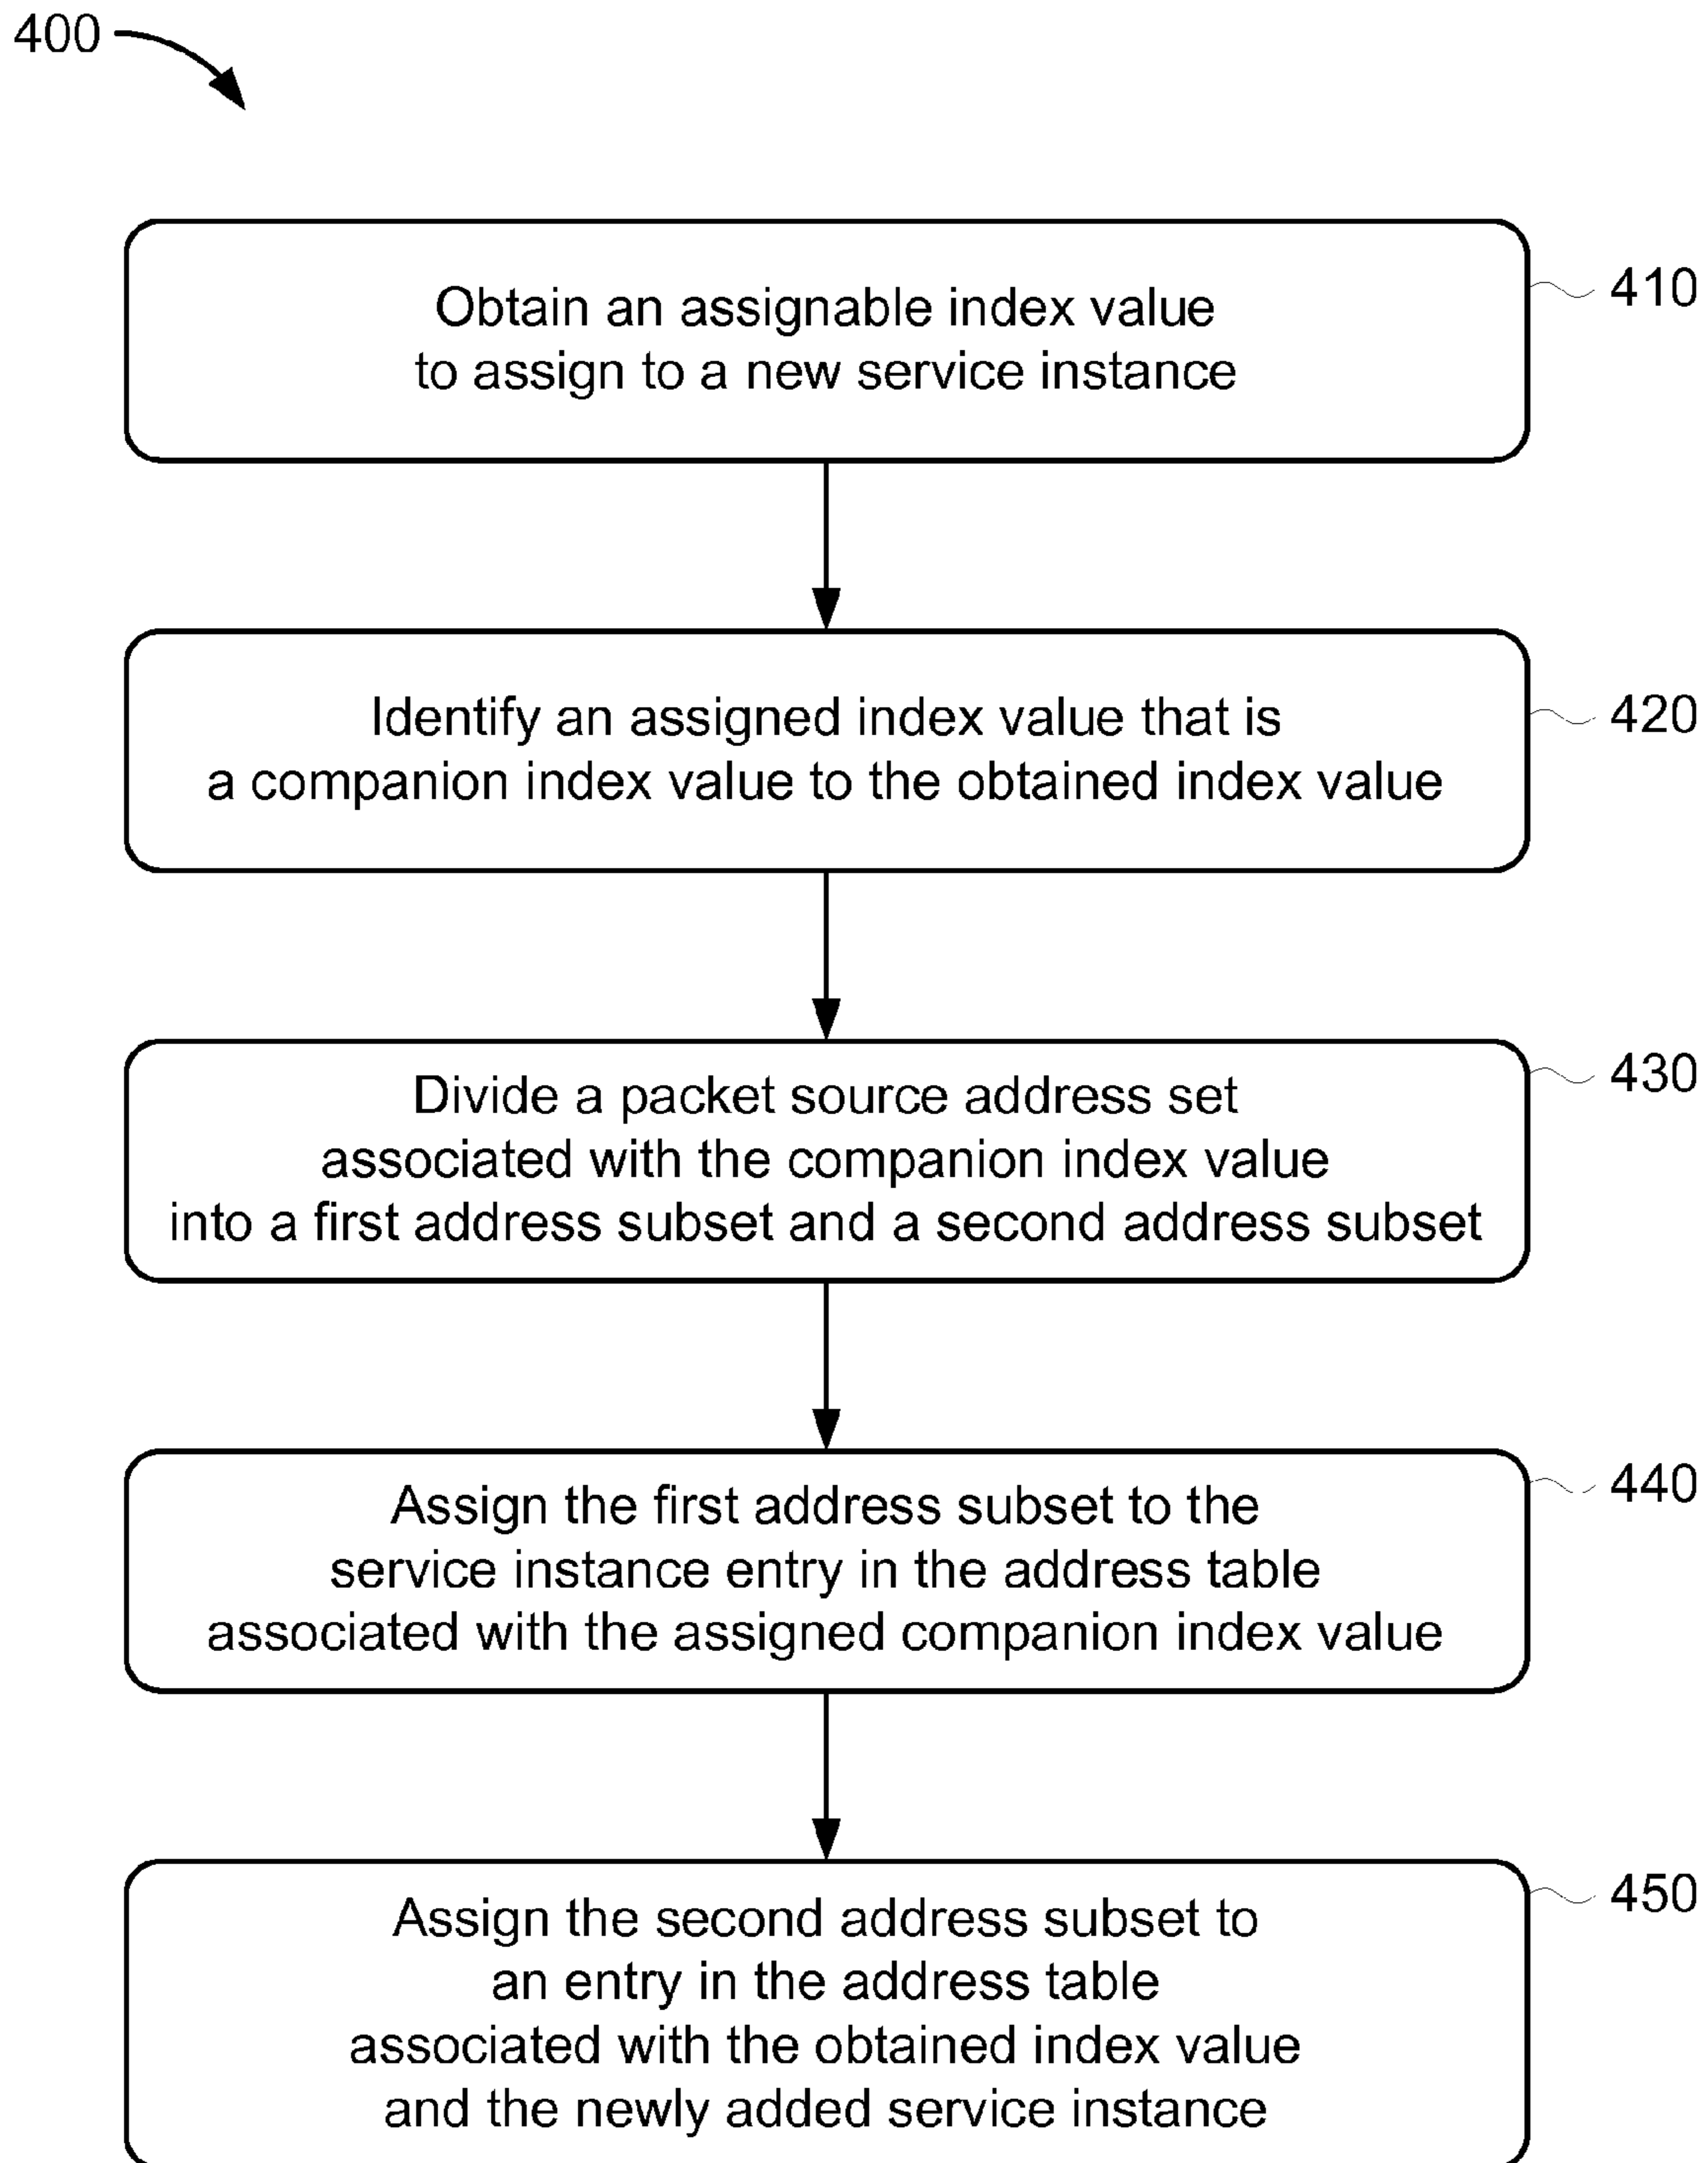 400
Obtain an assignable index value
to assign to a new service instance
410
Identify an assigned index value that is
a companion index value to the obtained index value
420
Divide a packet source address set
associated with the companion index value
into a first address subset and a second address subset
430
Assign the first address subset to the
service instance entry in the address table
associated with the assigned companion index value
440
Assign the second address subset to
an entry in the address table
associated with the obtained index value
and the newly added service instance
450